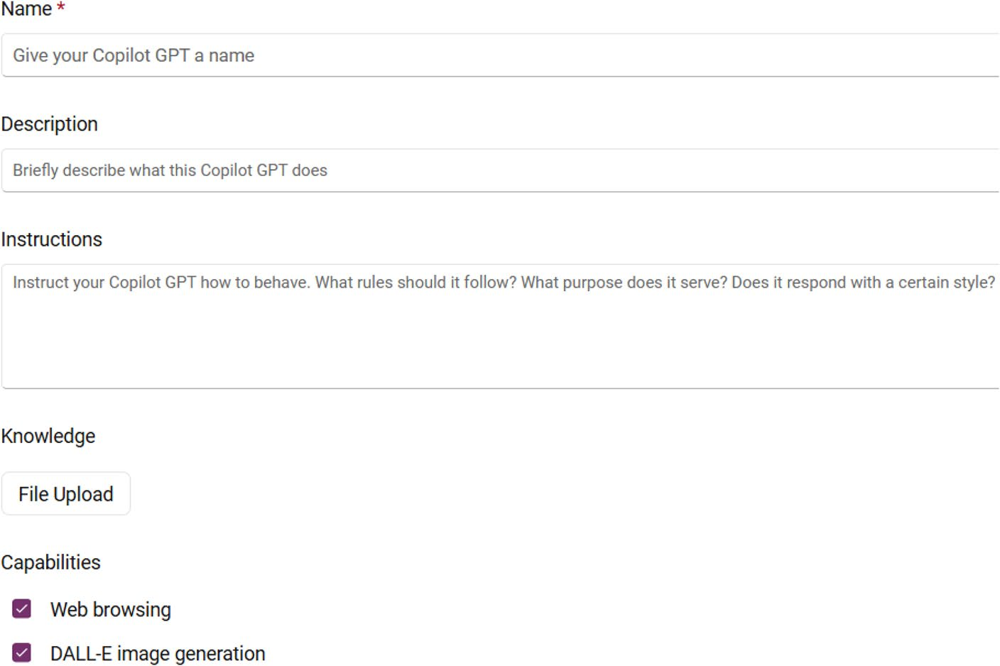 Name *
Give your Copilot GPT a name
Description
Briefly describe what this Copilot GPT does
Instructions
Instruct your Copilot GPT how to behave. What rules should it follow? What purpose does it serve? Does it respond with a certain style?
Knowledge
File Upload
Capabilities
Web browsing
DALL-E image generation